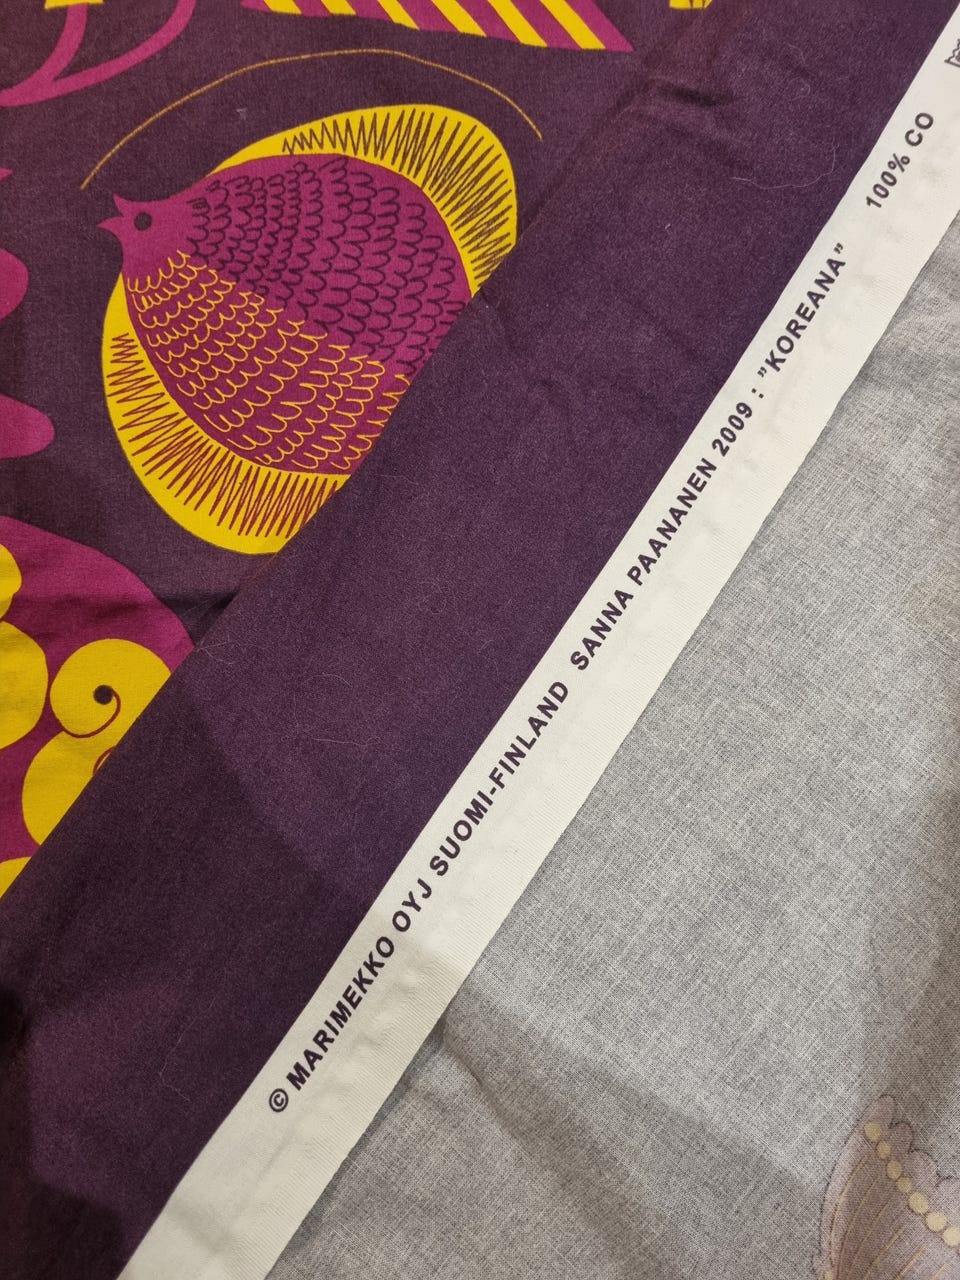 © MARIMEKKO OYJ SUOMI-FINLAND SANNA PAANANEN 2009 : ”KOREANA” 100% CO